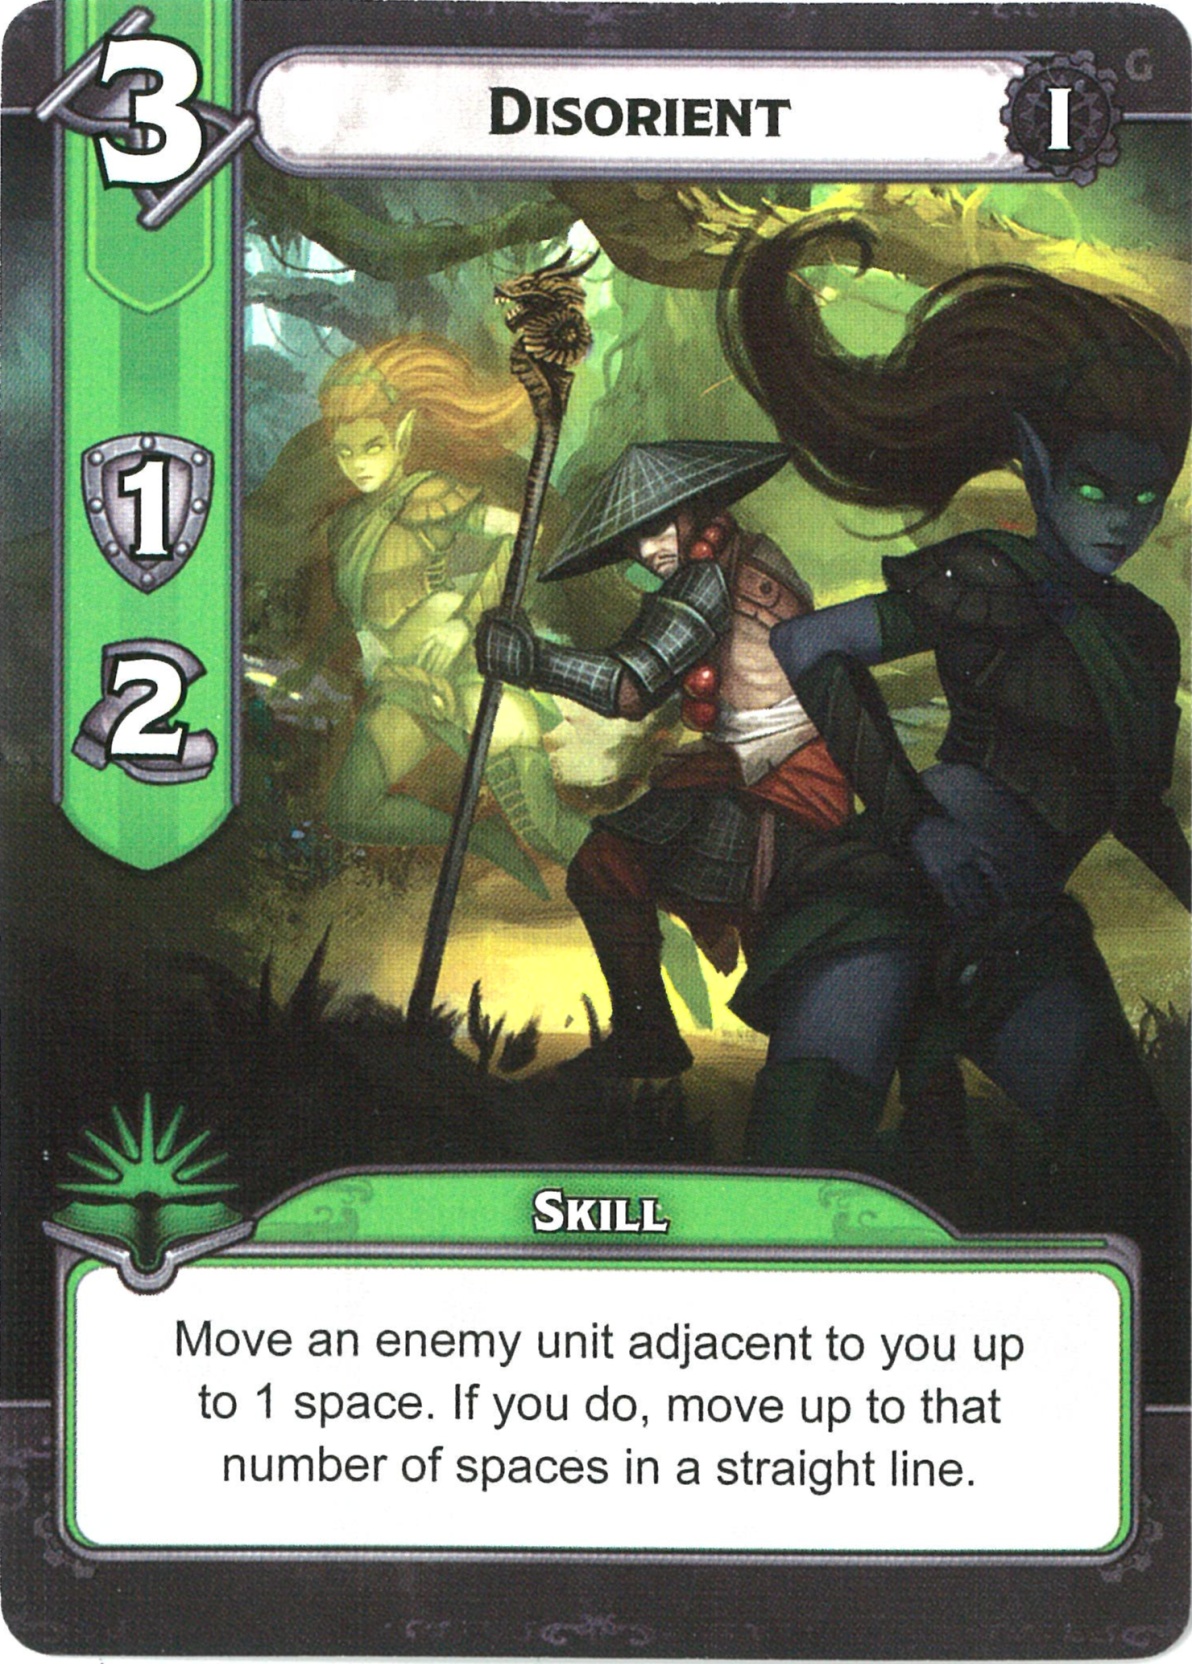 3
DISORIENT
I
G
1
2
SKILL
Move an enemy unit adjacent to you up
to 1 space. If you do, move up to that
number of spaces in a straight line.